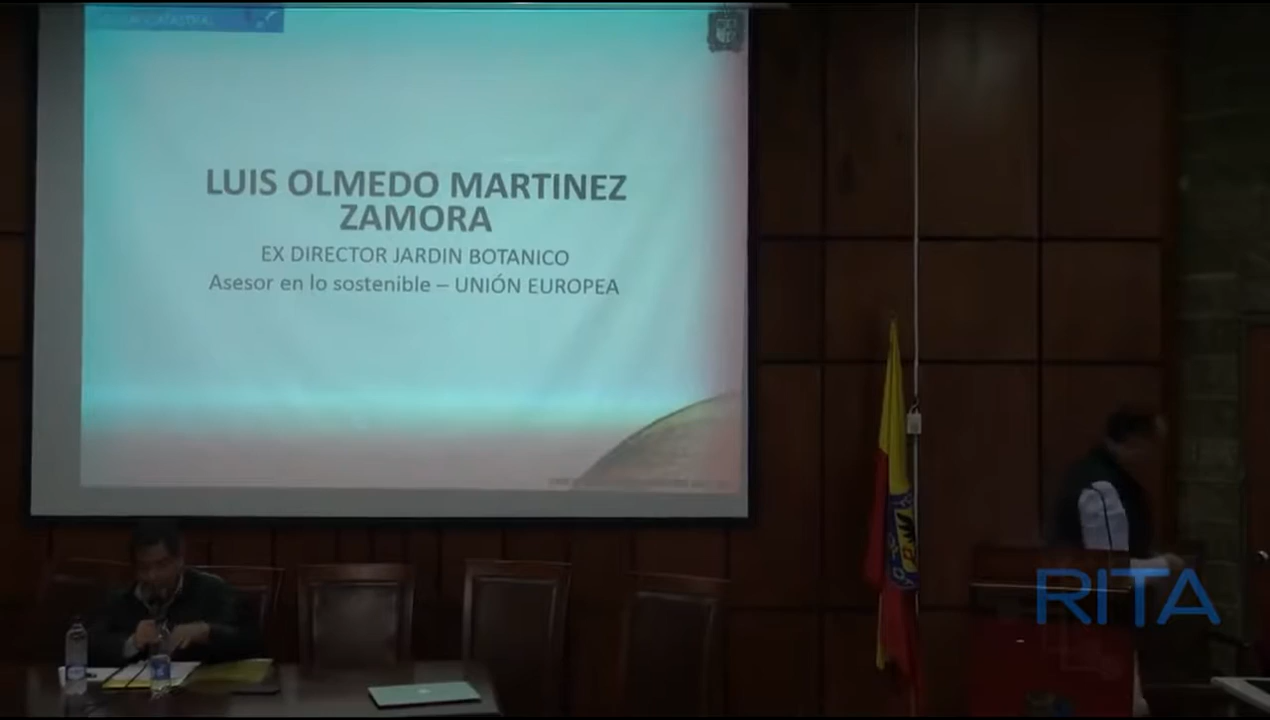 LUIS OLMEDO MARTINEZ
ZAMORA
EX DIRECTOR JARDIN BOTANICO
Asesor en lo sostenible – UNIÓN EUROPEA
RITA